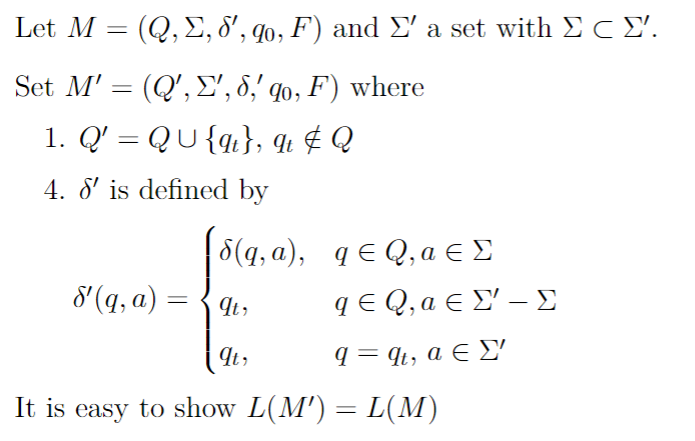 Let M = (Q, Σ, δ′, q₀, F) and Σ′ a set with Σ ⊂ Σ′.
Set M′ = (Q′, Σ′, δ,′ q₀, F) where
1. Q′ = Q ∪ {qₜ}, qₜ ∉ Q
4. δ′ is defined by
δ′(q, a) = { δ(q, a), q ∈ Q, a ∈ Σ
qₜ, q ∈ Q, a ∈ Σ′ − Σ
qₜ, q = qₜ, a ∈ Σ′
It is easy to show L(M′) = L(M)